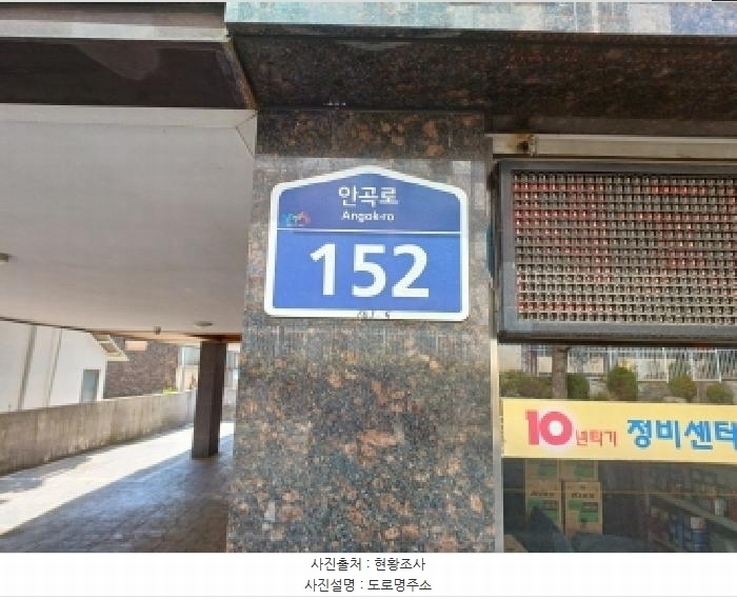 안곡로
Angok-ro
152
10년타기 정비센터
사진출처 : 현황조사
사진설명 : 도로명주소